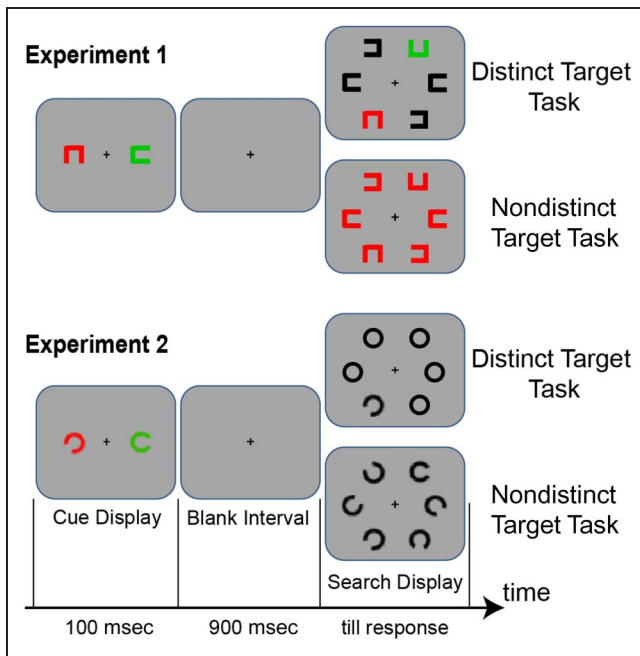 Experiment 1
Distinct Target
Task
Nondistinct
Target Task
Experiment 2
Distinct Target
Task
Nondistinct
Target Task
Cue Display
Blank Interval
Search Display
time
100 msec
900 msec
till response